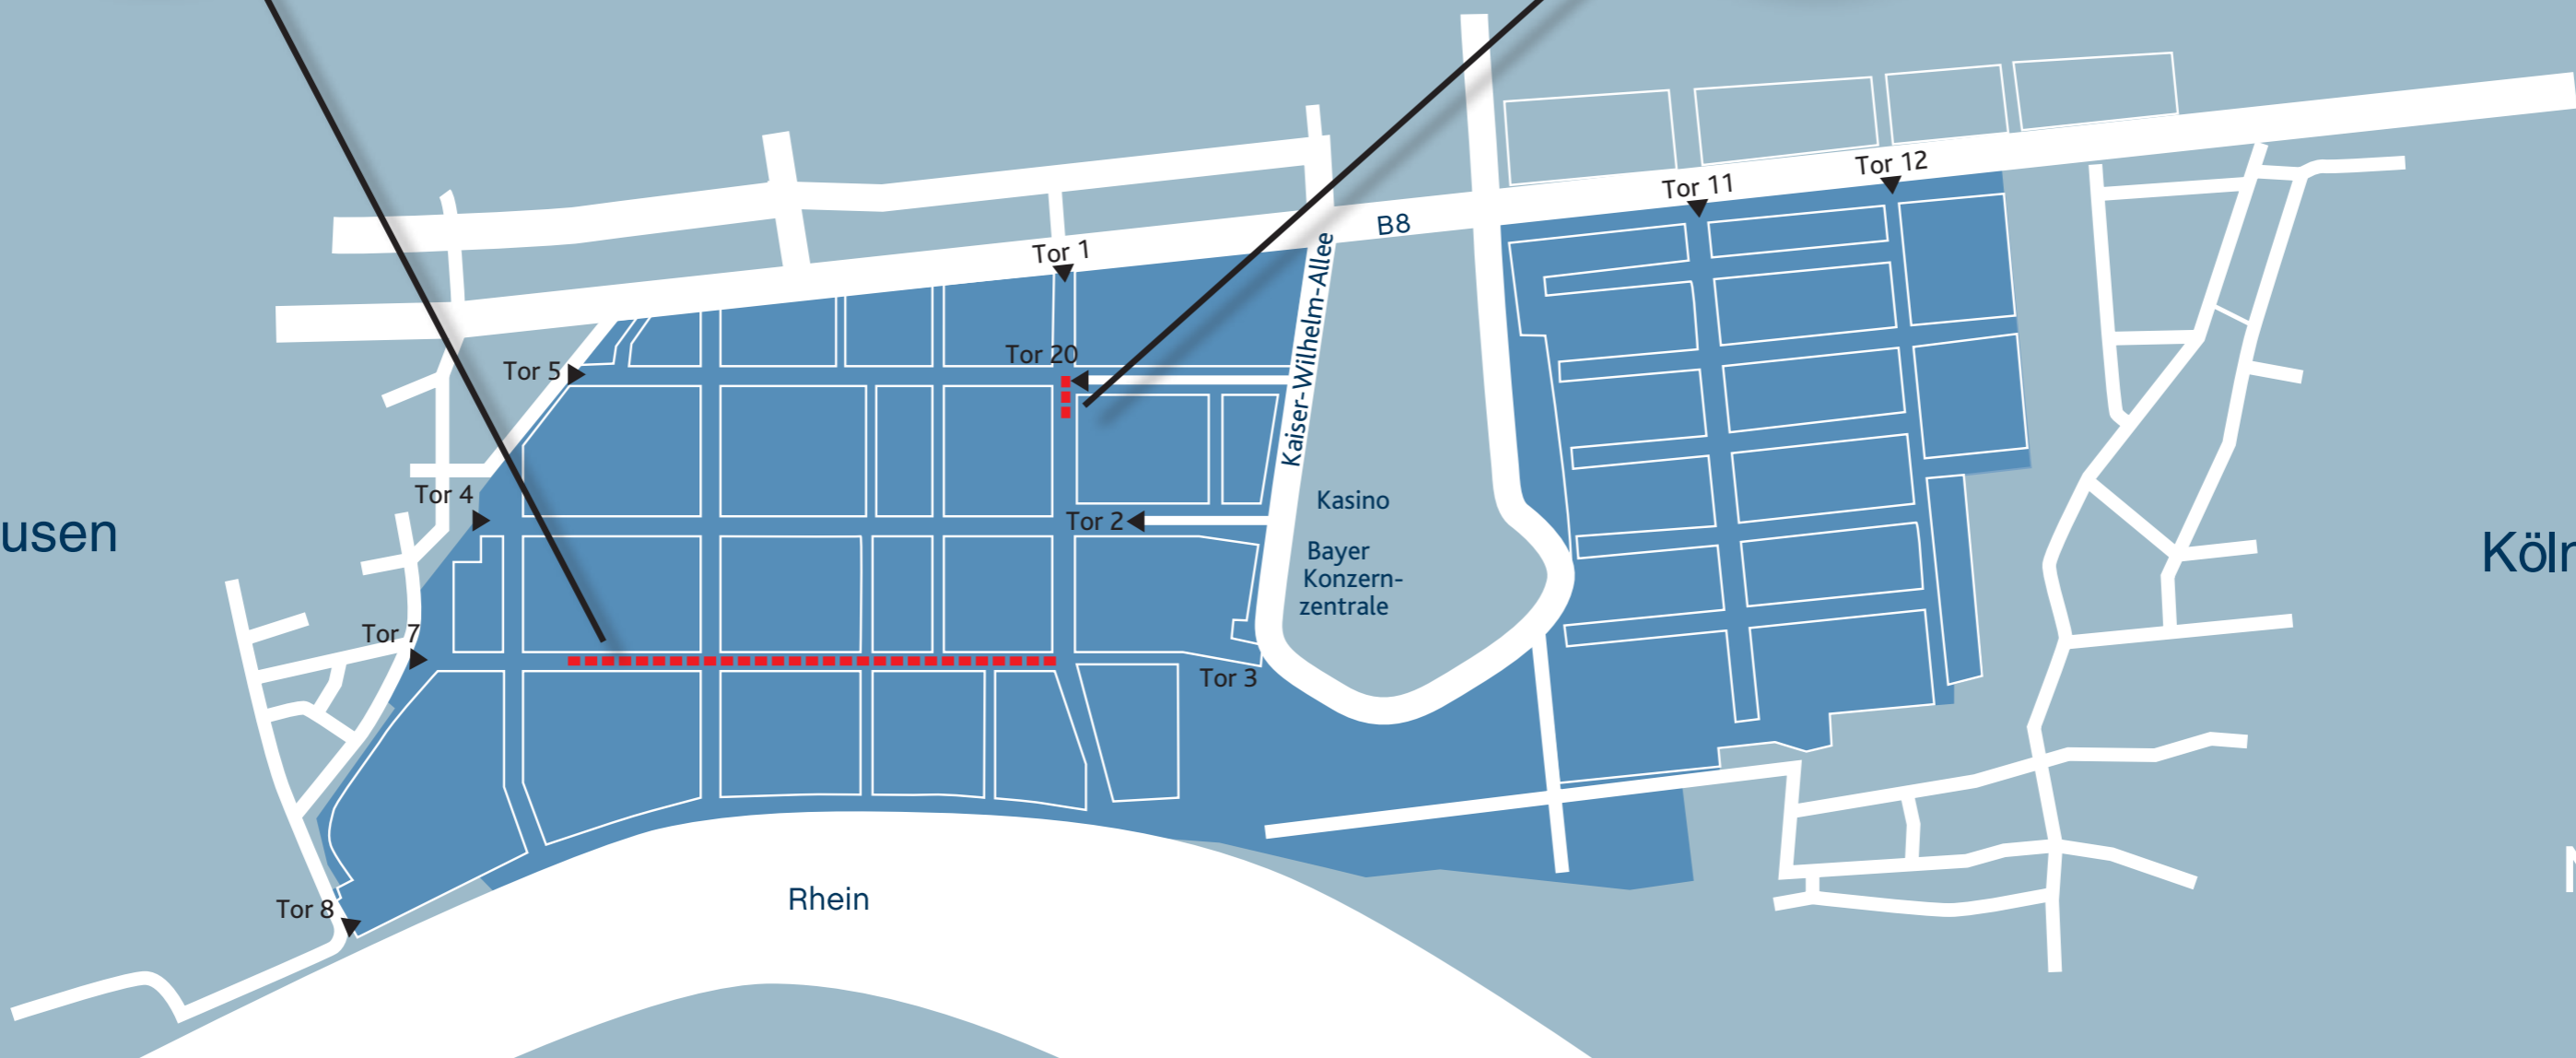 Tor 12
Tor 11
B8
Tor 1
Kaiser-Wilhelm-Allee
Tor 20
Tor 5
Tor 4
Kasino
Tor 2
usen
Bayer
Konzern-
zentrale
Köln
Tor 7
Tor 3
Rhein
Tor 8